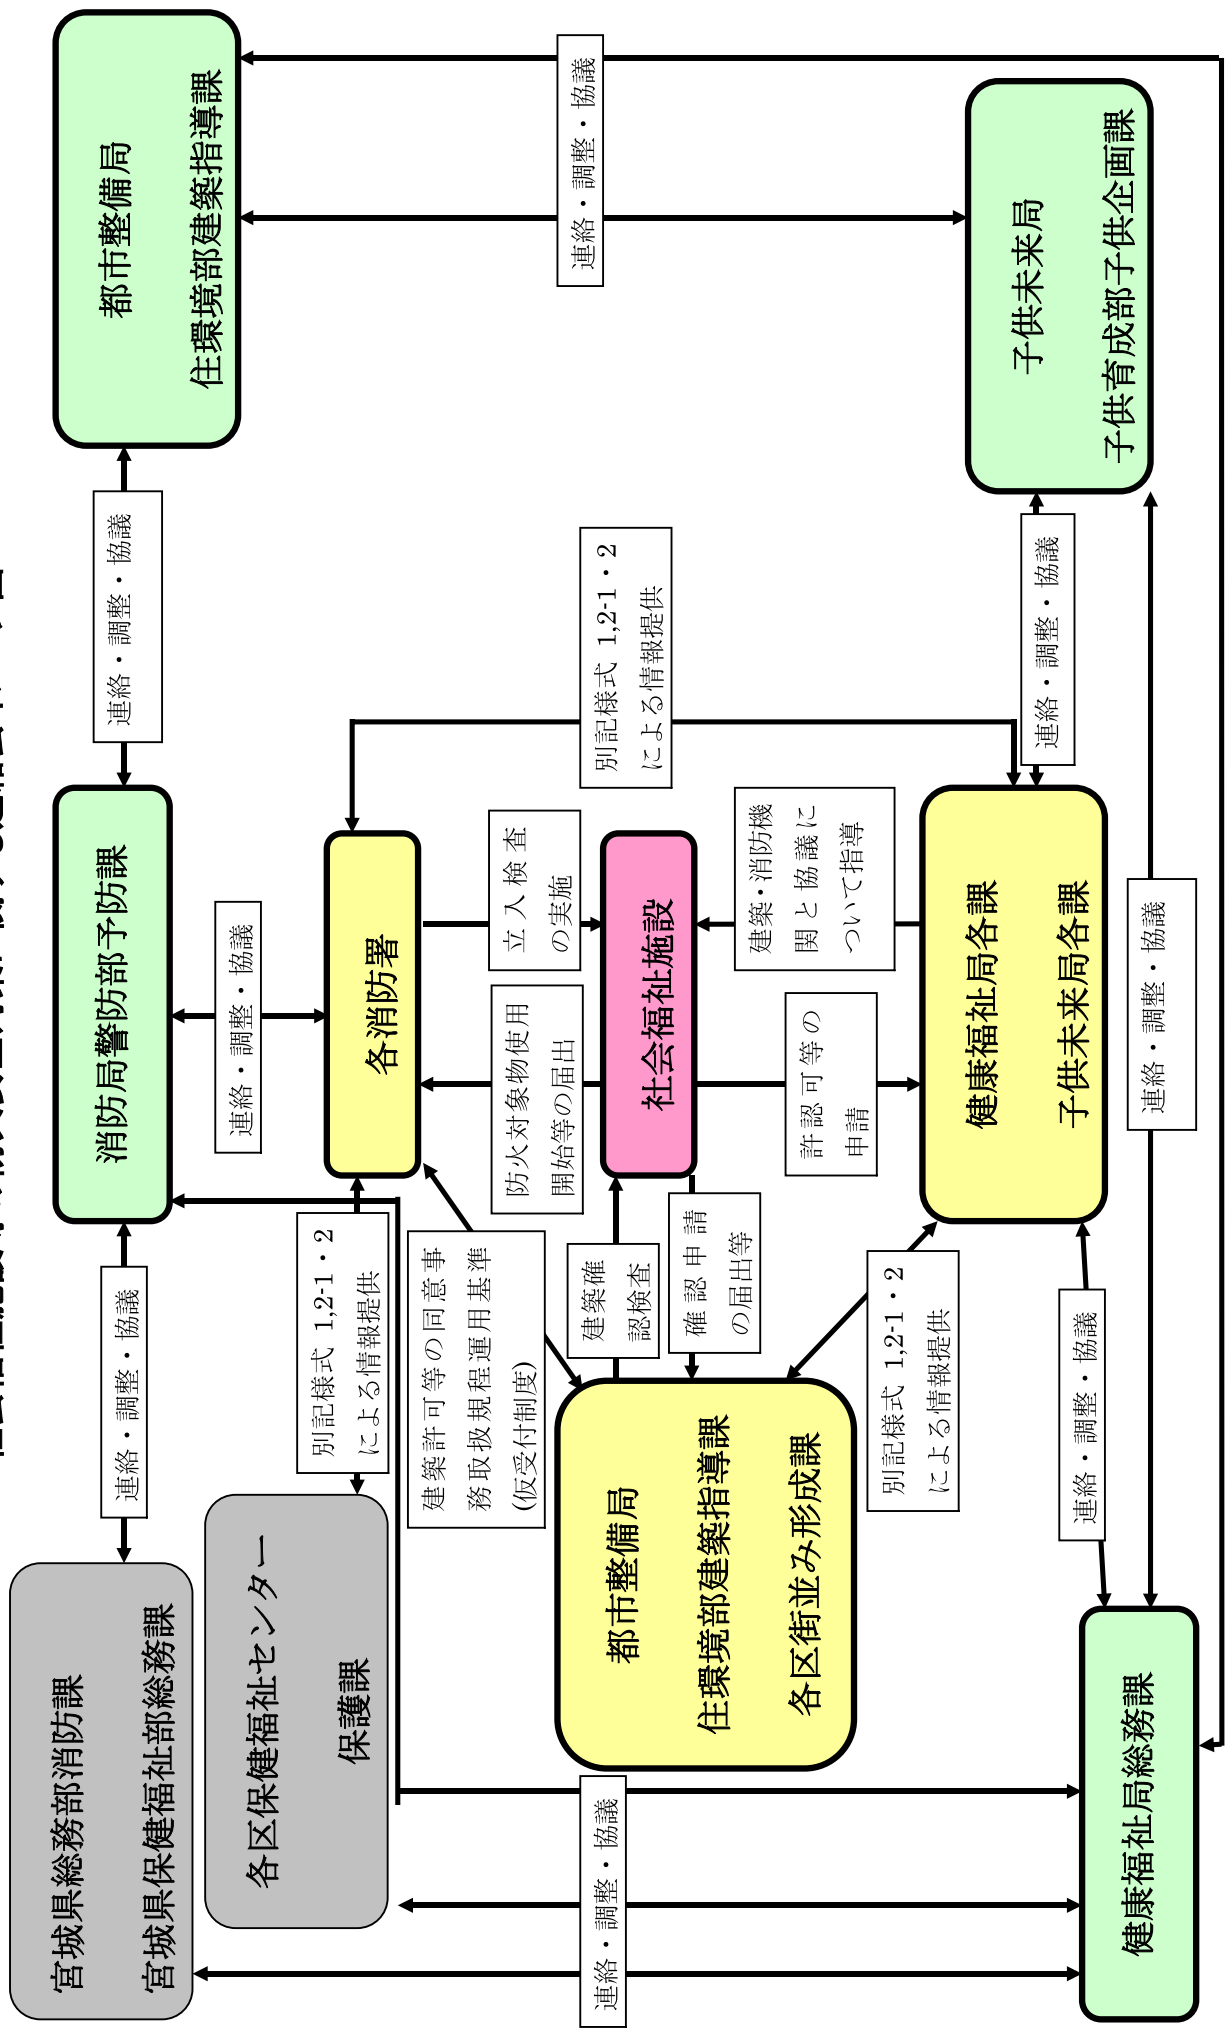 宮城県総務部消防課
宮城県保健福祉部総務課
連絡・調整・協議
消防局警防部予防課
連絡・調整・協議
都市整備局
住環境部建築指導課
各区保健福祉センター
保護課
別記様式 1,2-1・2
による情報提供
連絡・調整・協議
各消防署
建築許可等の同意事
務取扱規程運用基準
(仮受付制度)
防火対象物使用
開始等の届出
立入検査
の実施
別記様式 1,2-1・2
による情報提供
連絡・調整・協議
都市整備局
住環境部建築指導課
各区街並み形成課
建築確
認検査
確認申請
の届出等
社会福祉施設
許認可等の
申請
建築・消防機
関と協議に
ついて指導
連絡・調整・協議
別記様式 1,2-1・2
による情報提供
健康福祉局各課
子供未来局各課
連絡・調整・協議
子供未来局
子供育成部子供企画課
健康福祉局総務課
連絡・調整・協議
連絡・調整・協議